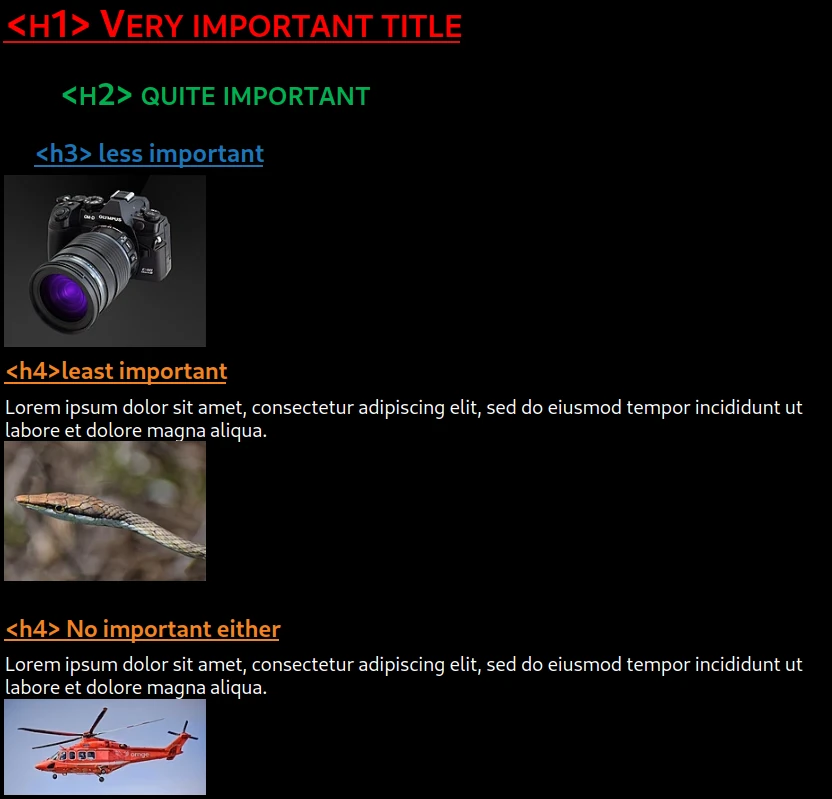 <H1> VERY IMPORTANT TITLE
<H2> QUITE IMPORTANT
<h3> less important
OM-D OLYMPUS
<h4>least important
Lorem ipsum dolor sit amet, consectetur adipiscing elit, sed do eiusmod tempor incididunt ut
labore et dolore magna aliqua.
<h4> No important either
Lorem ipsum dolor sit amet, consectetur adipiscing elit, sed do eiusmod tempor incididunt ut
labore et dolore magna aliqua.